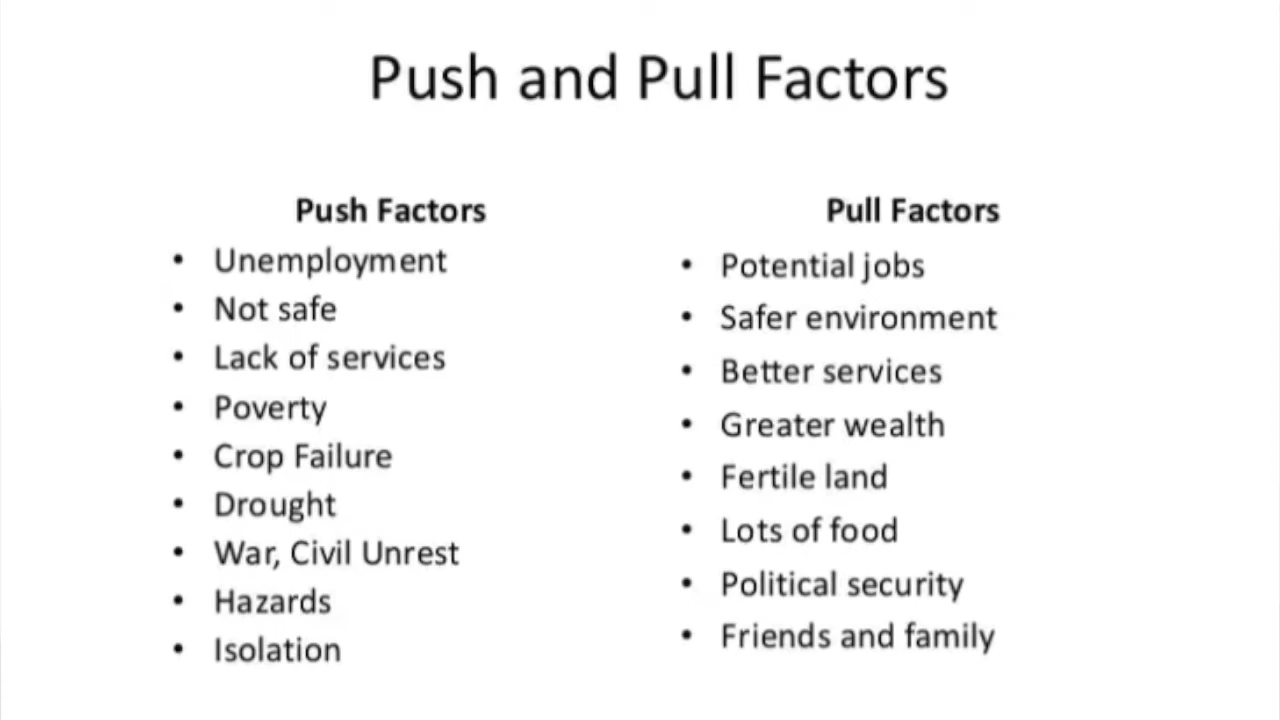 Push and Pull Factors
Push Factors
• Unemployment
• Not safe
• Lack of services
• Poverty
• Crop Failure
• Drought
• War, Civil Unrest
• Hazards
• Isolation
Pull Factors
• Potential jobs
• Safer environment
• Better services
• Greater wealth
• Fertile land
• Lots of food
• Political security
• Friends and family